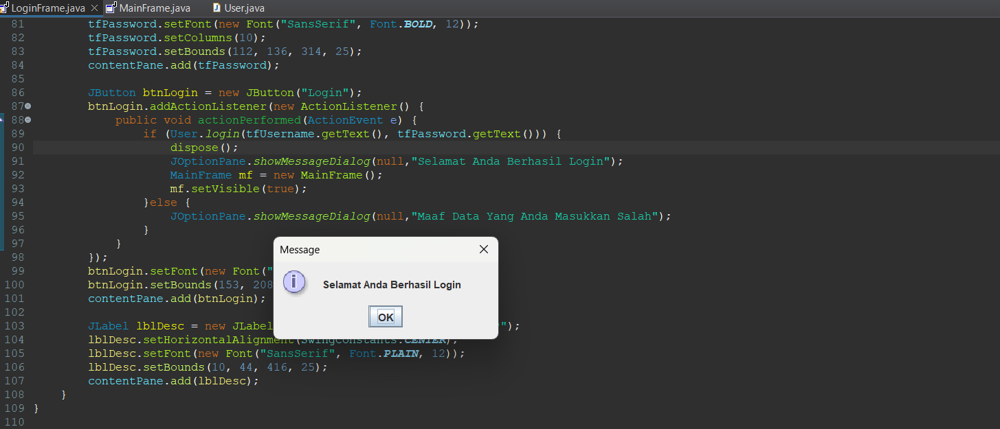 LoginFrame.java MainFrame.java User.java
81 tfPassword.setFont(new Font("SansSerif", Font.BOLD, 12));
82 tfPassword.setColumns(10);
83 tfPassword.setBounds(112, 136, 314, 25);
84 contentPane.add(tfPassword);
85
86 JButton btnLogin = new JButton("Login");
87 btnLogin.addActionListener(new ActionListener() {
88 public void actionPerformed(ActionEvent e) {
89 if (User.login(tfUsername.getText(), tfPassword.getText())) {
90 dispose();
91 JOptionPane.showMessageDialog(null,"Selamat Anda Berhasil Login");
92 MainFrame mf = new MainFrame();
93 mf.setVisible(true);
94 }else {
95 JOptionPane.showMessageDialog(null,"Maaf Data Yang Anda Masukkan Salah");
96 }
97 }
98 });
99 btnLogin.setFont(new Font("
100 btnLogin.setBounds(153, 208
101 contentPane.add(btnLogin);
102
103 JLabel lblDesc = new JLabel ");
104 lblDesc.setHorizontalAlignment(SwingConstants.CENTER);
105 lblDesc.setFont(new Font("SansSerif", Font.PLAIN, 12));
106 lblDesc.setBounds(10, 44, 416, 25);
107 contentPane.add(lblDesc);
108 }
109 }
110
Message
Selamat Anda Berhasil Login
OK